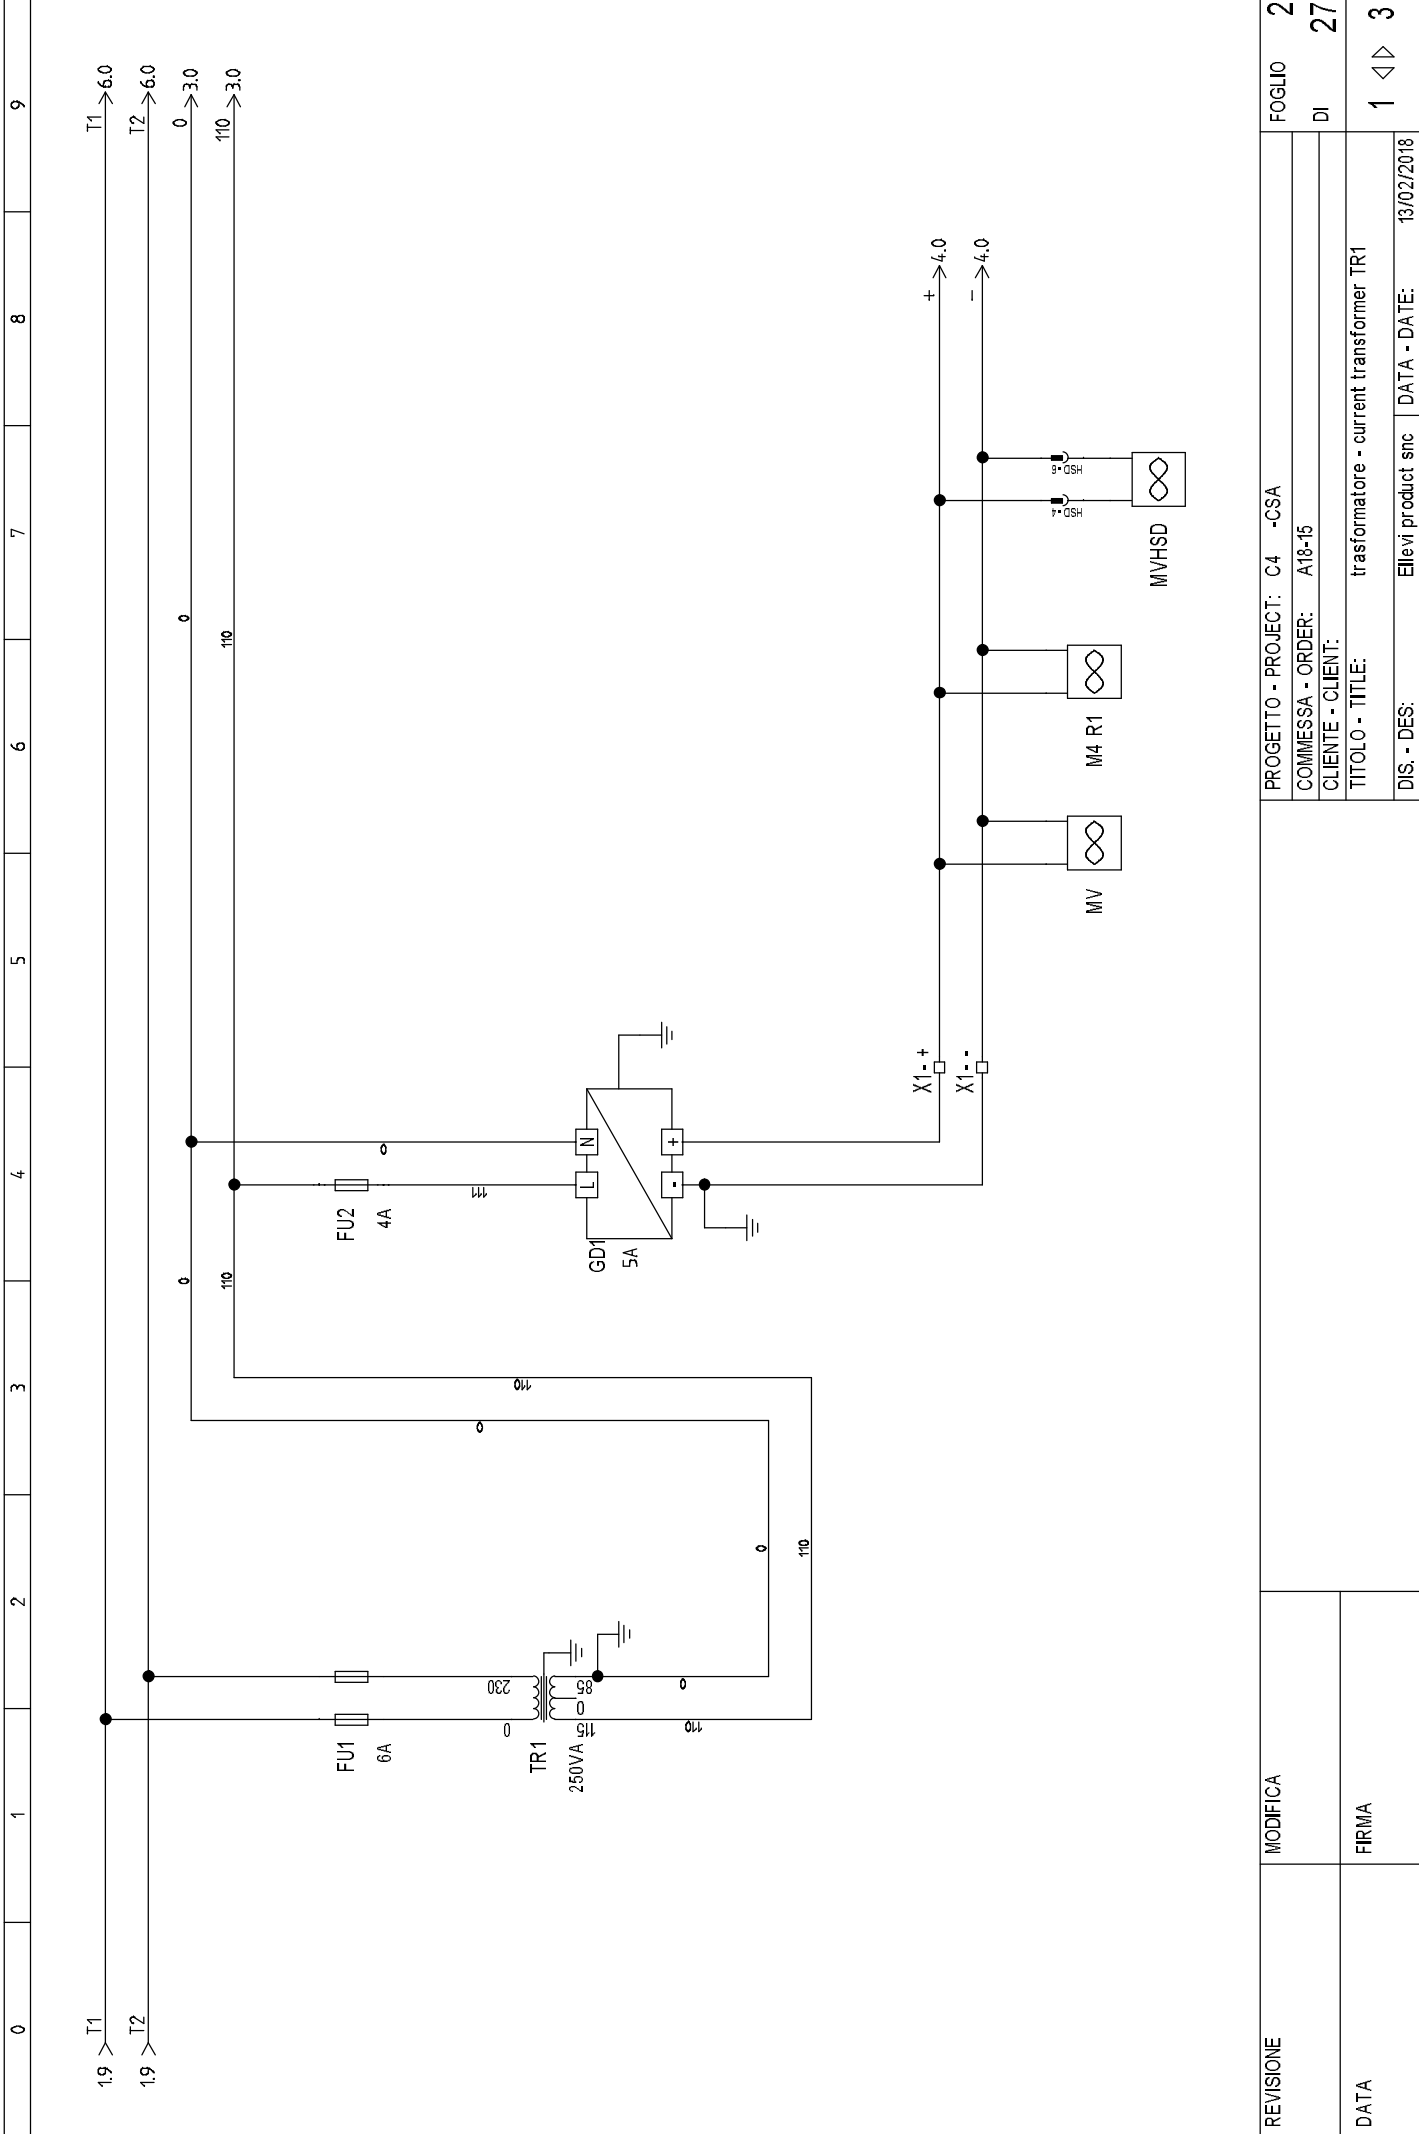 0 1 2 3 4 5 6 7 8 9
1.9 T1 T1 6.0
1.9 T2 T2 6.0
0 0 0 3.0
110 110 110 3.0
FU1
6A
FU2
4A
0
111
0
110
0 230
TR1
250VA
115 0 85
110 0
0
110
L N
GD1
5A
- +
X1- +
X1- -
+ 4.0
- 4.0
HSD-4
HSD-6
MV
M4 R1
MVHSD
REVISIONE
MODIFICA
DATA
FIRMA
PROGETTO - PROJECT: C4 -CSA
COMMESSA - ORDER: A18-15
CLIENTE - CLIENT:
TITOLO - TITLE: trasformatore - current transformer TR1
DIS. - DES: Ellevi product snc
DATA - DATE: 13/02/2018
FOGLIO 2
DI 27
1 3